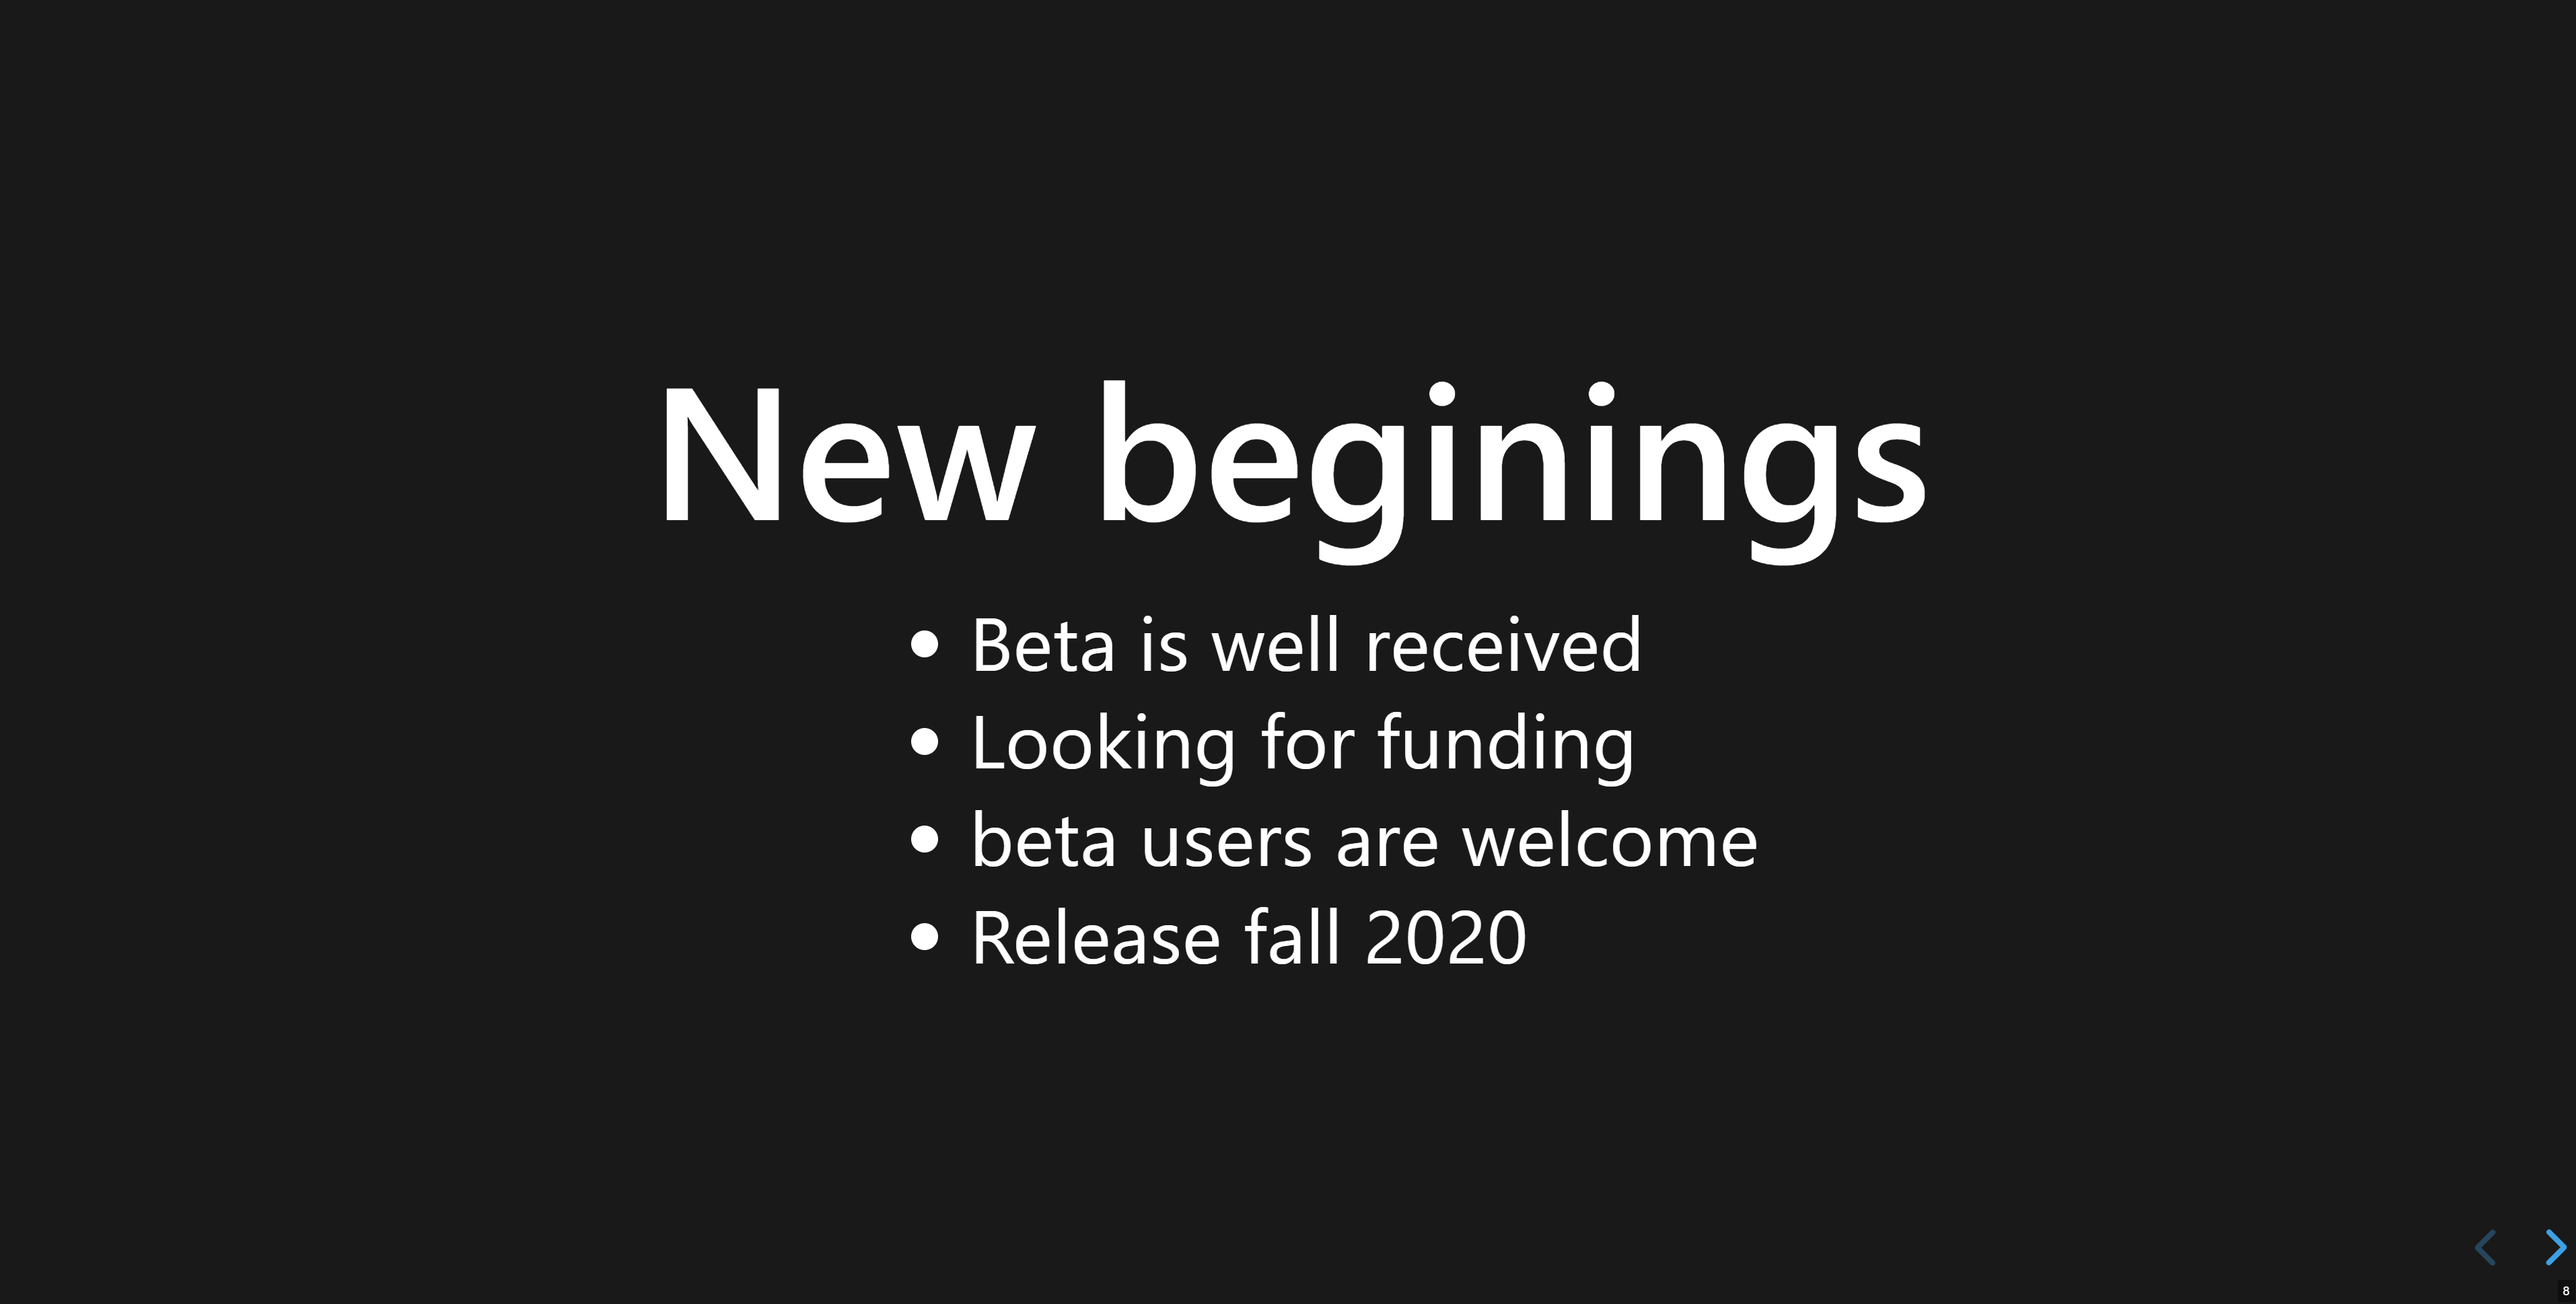 New beginings
Beta is well received
Looking for funding
beta users are welcome
Release fall 2020
8